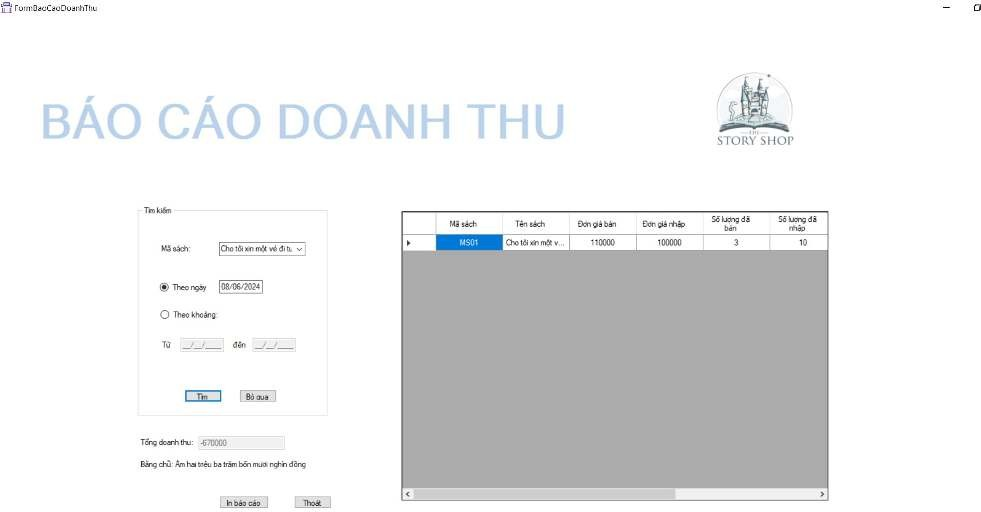 FormBaoCaoDoanhThu
BÁO CÁO DOANH THU
THE
STORY SHOP
Tìm kiếm
Mã sách:
Cho tôi xin một vé đi tu
Theo ngày
08/06/2024
Theo khoảng:
Từ
__/__/____
đến
__/__/____
Tìm
Bỏ qua
Tổng doanh thu:
-670000
Bằng chữ: Âm hai triệu ba trăm bốn mươi nghìn đồng
In báo cáo
Thoát
Mã sách
Tên sách
Đơn giá bán
Đơn giá nhập
Số lượng đã
bán
Số lượng đã
nhập
MS01
Cho tôi xin một v...
110000
100000
3
10